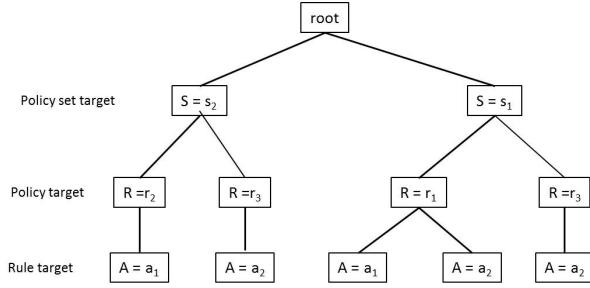 root
Policy set target S = s₂ S = s₁
Policy target R =r₂ R =r₃ R = r₁ R =r₃
Rule target A = a₁ A = a₂ A = a₁ A = a₂ A = a₂